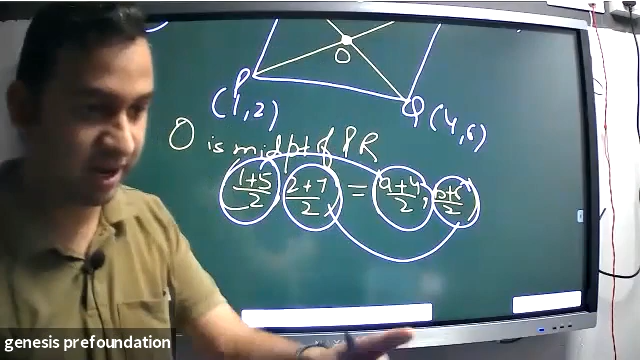 O
P
(1,2)
Q (4,6)
O is midpt of PR
1+5/2, 2+7/2 = a+4/2, b+6/2)
genesis prefoundation